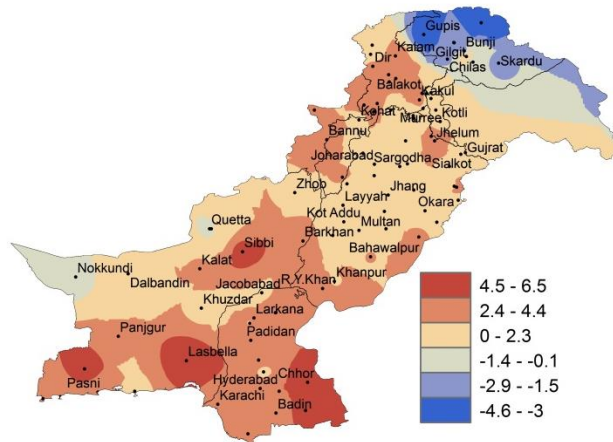 Gupis
Kalam
Gilgit
Bunji
Dir
Chilas
Skardu
Balakot
Kakul
Kohat
Murree
Kotli
Bannu
Jhelum
Joharabad
Sargodha
Gujrat
Sialkot
Zhob
Layyah
Jhang
Okara
Quetta
Kot Addu
Multan
Sibbi
Barkhan
Kalat
Bahawalpur
Nokkundi
Dalbandin
Jacobabad
R.Y.Khan
Khanpur
Khuzdar
Larkana
Panjgur
Padidan
Lasbella
Pasni
Hyderabad
Chhor
Karachi
Badin
4.5 - 6.5
2.4 - 4.4
0 - 2.3
-1.4 - -0.1
-2.9 - -1.5
-4.6 - -3